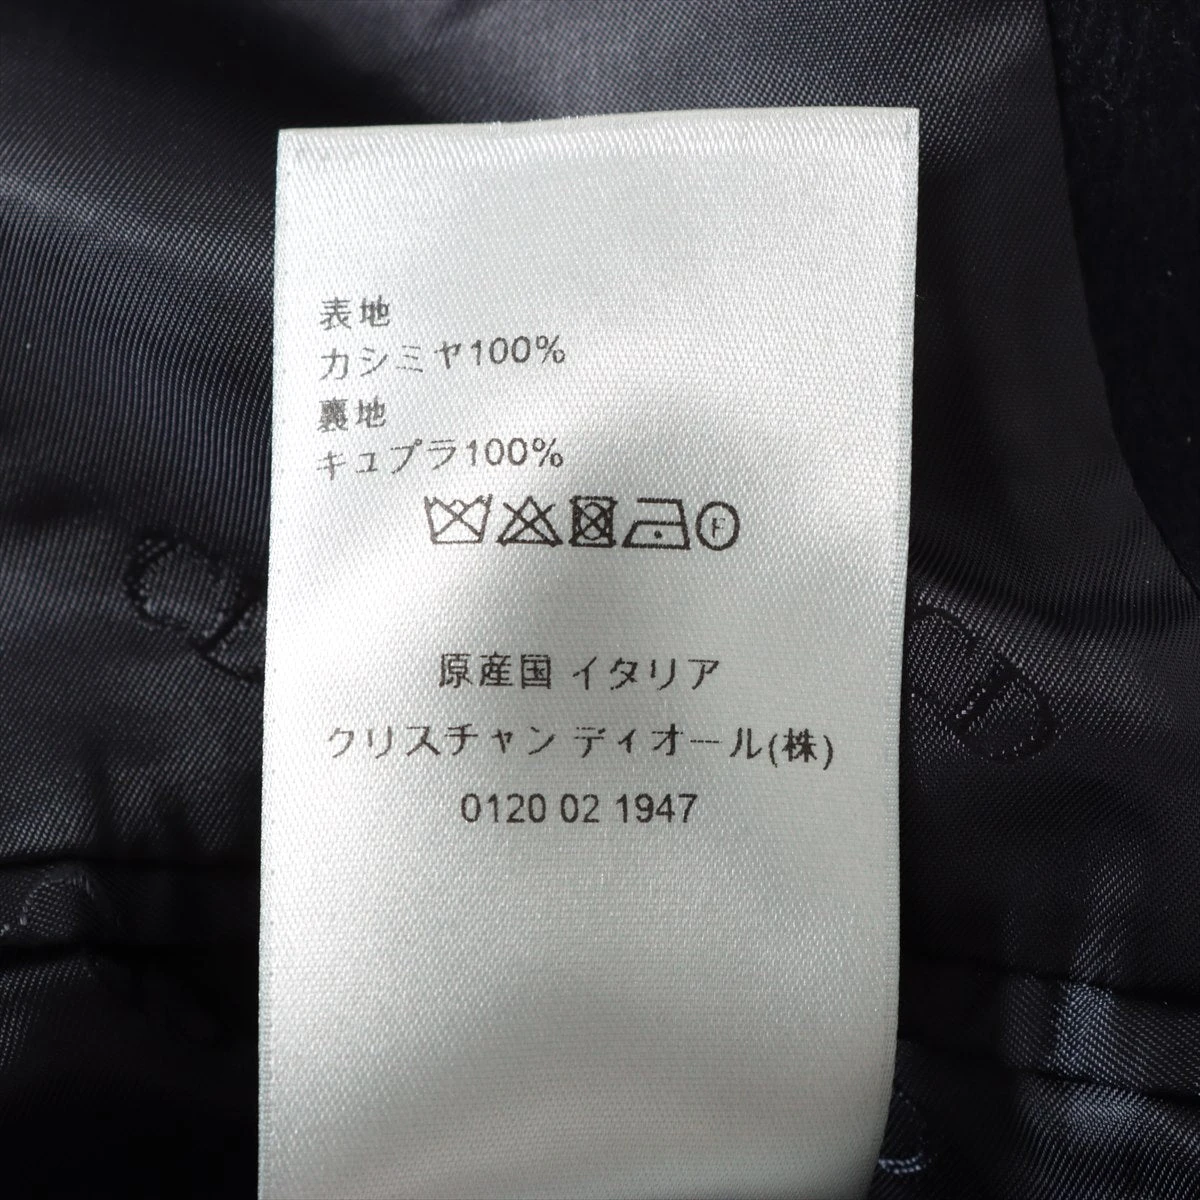 表地
カシミヤ100%
裏地
キュプラ100%
F
原産国 イタリア
クリスチャン ディオール(株)
0120 02 1947